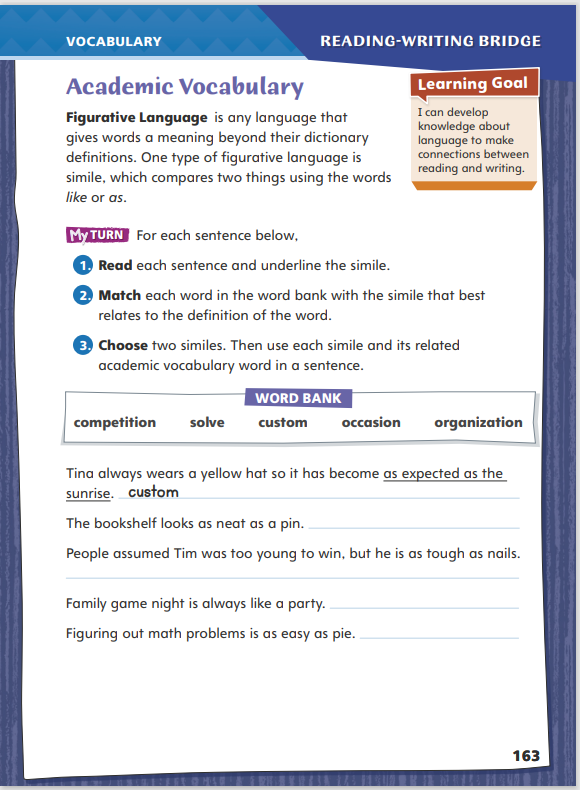 VOCABULARY
READING-WRITING BRIDGE
Academic Vocabulary
Figurative Language is any language that
gives words a meaning beyond their dictionary
definitions. One type of figurative language is
simile, which compares two things using the words
like or as.
Learning Goal
I can develop
knowledge about
language to make
connections between
reading and writing.
My TURN For each sentence below,
1. Read each sentence and underline the simile.
2. Match each word in the word bank with the simile that best
relates to the definition of the word.
3. Choose two similes. Then use each simile and its related
academic vocabulary word in a sentence.
WORD BANK
competition solve custom occasion organization
Tina always wears a yellow hat so it has become as expected as the
sunrise. custom
The bookshelf looks as neat as a pin.
People assumed Tim was too young to win, but he is as tough as nails.
Family game night is always like a party.
Figuring out math problems is as easy as pie.
163